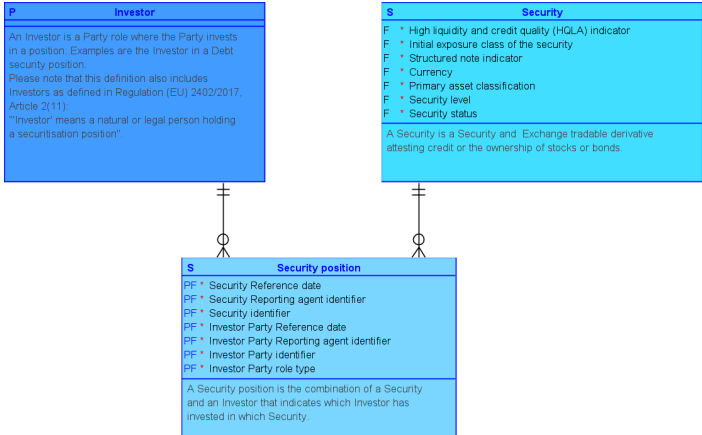 P Investor
An Investor is a Party role where the Party invests
in a position. Examples are the Investor in a Debt
security position.
Please note that this definition also includes
Investors as defined in Regulation (EU) 2402/2017,
Article 2(11):
"'Investor' means a natural or legal person holding
a securitisation position".
S Security
F * High liquidity and credit quality (HQLA) indicator
F * Initial exposure class of the security
F * Structured note indicator
F * Currency
F * Primary asset classification
F * Security level
F * Security status
A Security is a Security and Exchange tradable derivative
attesting credit or the ownership of stocks or bonds.
S Security position
PF * Security Reference date
PF * Security Reporting agent identifier
PF * Security identifier
PF * Investor Party Reference date
PF * Investor Party Reporting agent identifier
PF * Investor Party identifier
PF * Investor Party role type
A Security position is the combination of a Security
and an Investor that indicates which Investor has
invested in which Security.